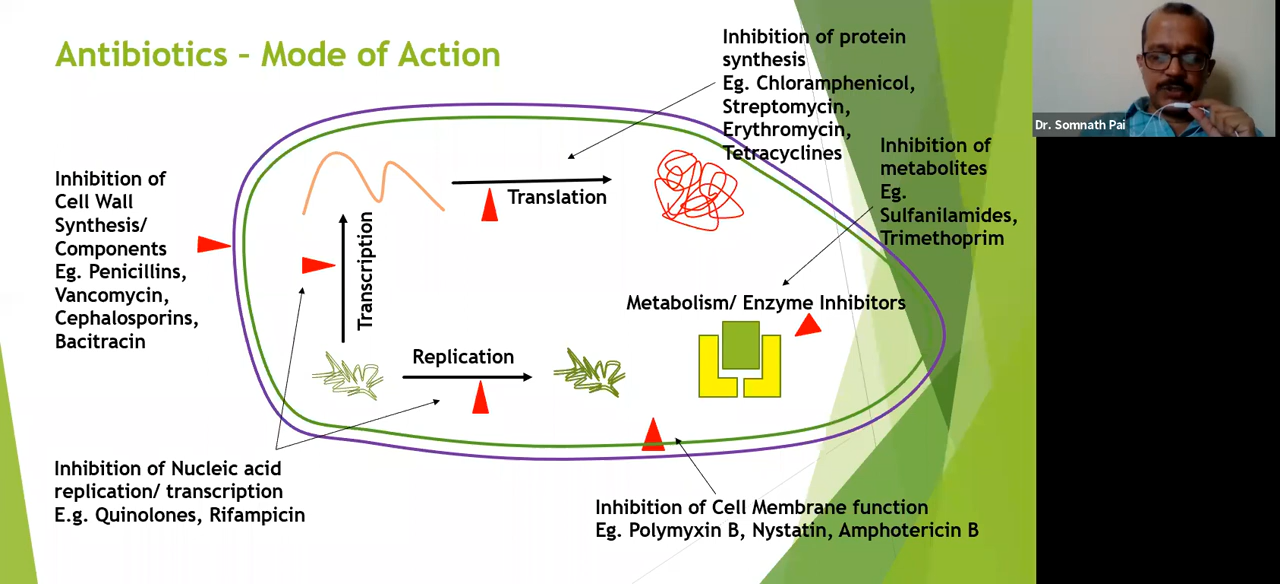 Antibiotics – Mode of Action
Inhibition of protein
synthesis
Eg. Chloramphenicol,
Streptomycin,
Erythromycin,
Tetracyclines
Dr. Somnath Pai
Inhibition of
metabolites
Eg.
Sulfanilamides,
Trimethoprim
Inhibition of
Cell Wall
Synthesis/
Components
Eg. Penicillins,
Vancomycin,
Cephalosporins,
Bacitracin
Translation
Transcription
Metabolism/ Enzyme Inhibitors
Replication
Inhibition of Nucleic acid
replication/ transcription
E.g. Quinolones, Rifampicin
Inhibition of Cell Membrane function
Eg. Polymyxin B, Nystatin, Amphotericin B